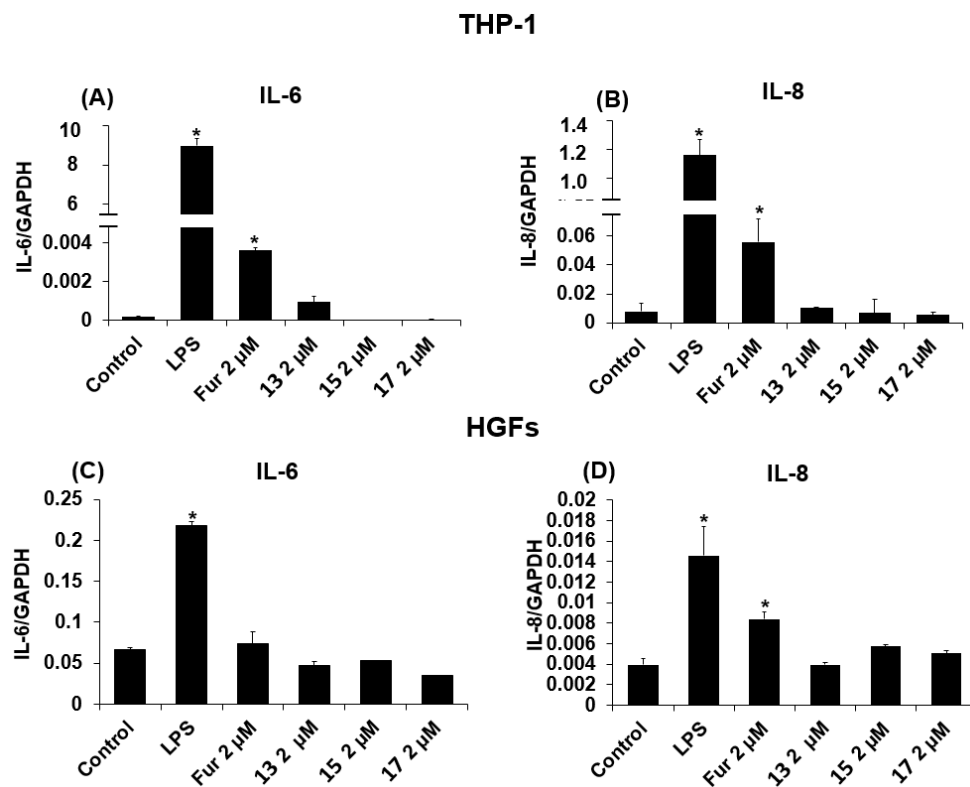 THP-1
(A) IL-6
IL-6/GAPDH
10
8
6
0.004
0.002
0
*
*
Control
LPS
Fur 2 µM
13 2 µM
15 2 µM
17 2 µM
(B) IL-8
IL-8/GAPDH
1.4
1.2
1.0
0.06
0.04
0.02
0
*
*
Control
LPS
Fur 2 µM
13 2 µM
15 2 µM
17 2 µM
HGFs
(C) IL-6
IL-6/GAPDH
0.25
0.2
0.15
0.1
0.05
0
*
Control
LPS
Fur 2 µM
13 2 µM
15 2 µM
17 2 µM
(D) IL-8
IL-8/GAPDH
0.02
0.018
0.016
0.014
0.012
0.01
0.008
0.006
0.004
0.002
0
*
*
Control
LPS
Fur 2 µM
13 2 µM
15 2 µM
17 2 µM